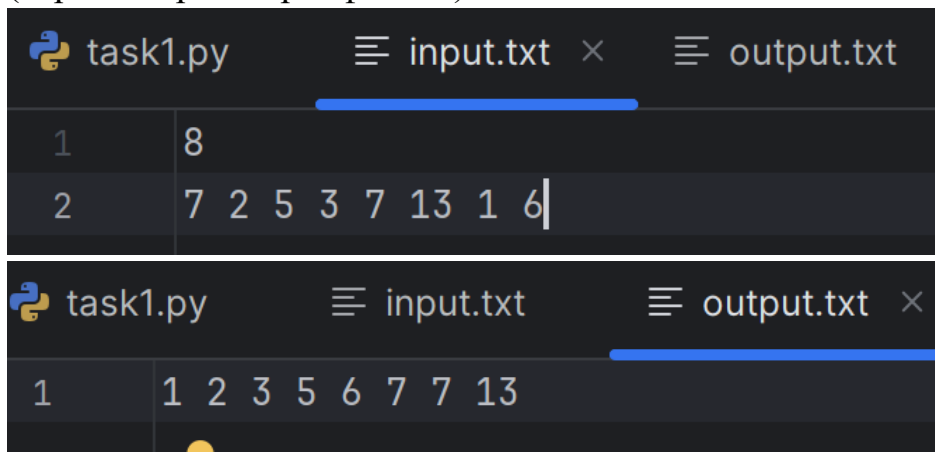 task1.py input.txt × output.txt
1 8
2 7 2 5 3 7 13 1 6
task1.py input.txt output.txt ×
1 1 2 3 5 6 7 7 13